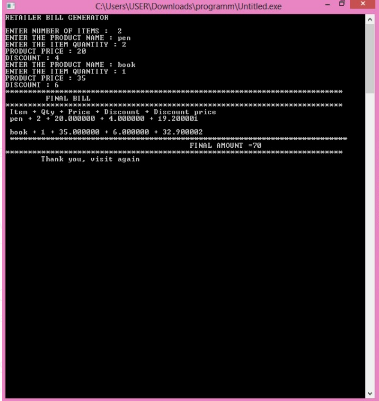 C:\Users\USER\Downloads\programm\Untitled.exe
RETAILER BILL GENERATOR
ENTER NUMBER OF ITEMS : 2
ENTER THE PRODUCT NAME : pen
ENTER THE ITEM QUANIITY : 2
PRODUCT PRICE : 20
DISCOUNT : 4
ENTER THE PRODUCT NAME : book
ENTER THE ITEM QUANIITY : 1
PRODUCT PRICE : 35
DISCOUNT : 6
FINAL BILL
Item + Qty + Price + Discount + Discount price
pen + 2 + 20.000000 + 4.000000 + 19.200001
book + 1 + 35.000000 + 6.000000 + 32.900002
FINAL AMOUNT =70
Thank you, visit again